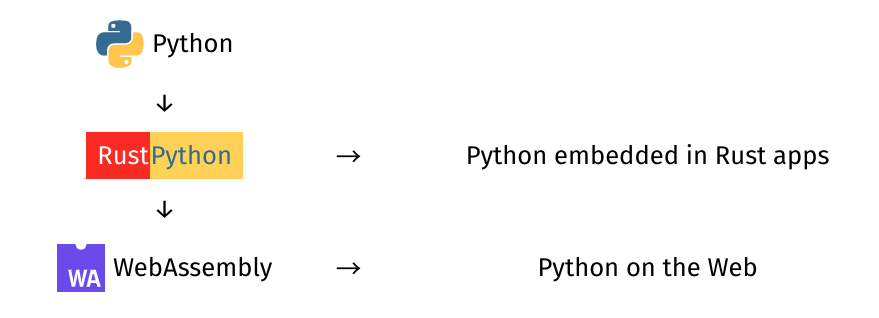 Python
↓
RustPython → Python embedded in Rust apps
↓
WA WebAssembly → Python on the Web